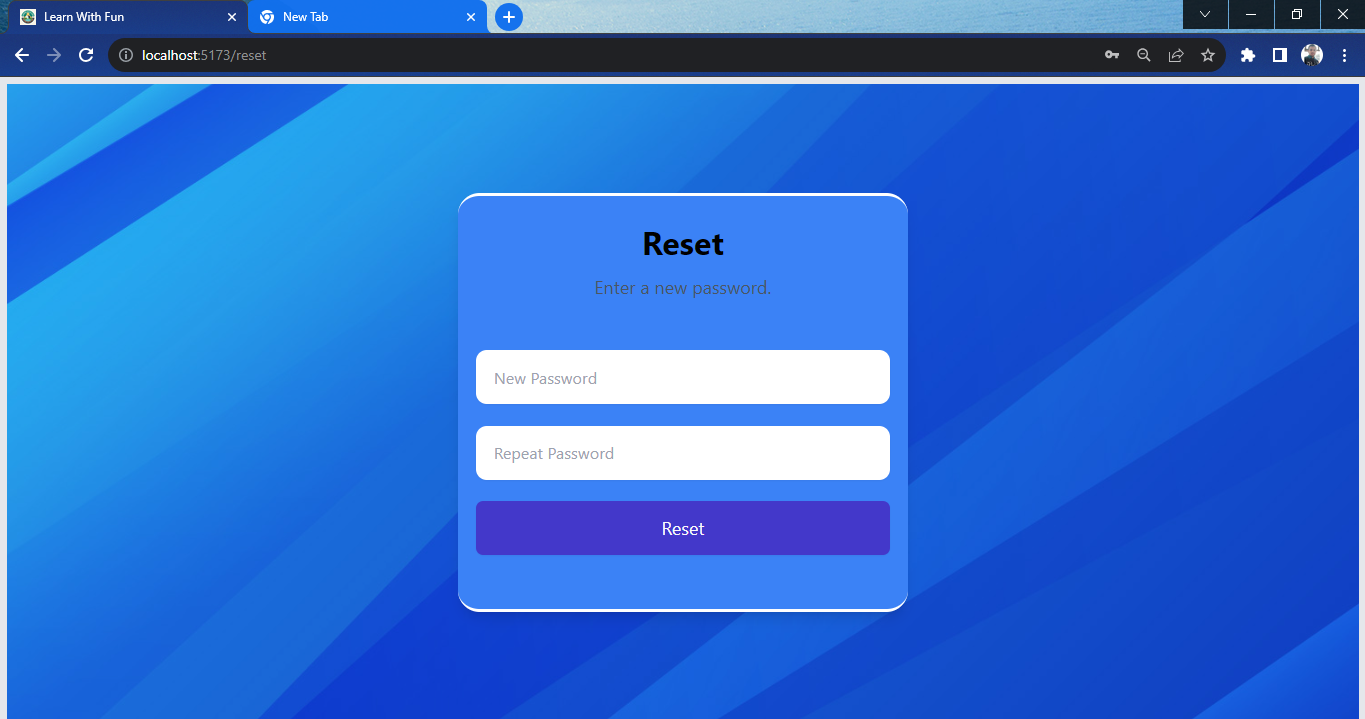 Learn With Fun
New Tab
localhost:5173/reset
Reset
Enter a new password.
New Password
Repeat Password
Reset